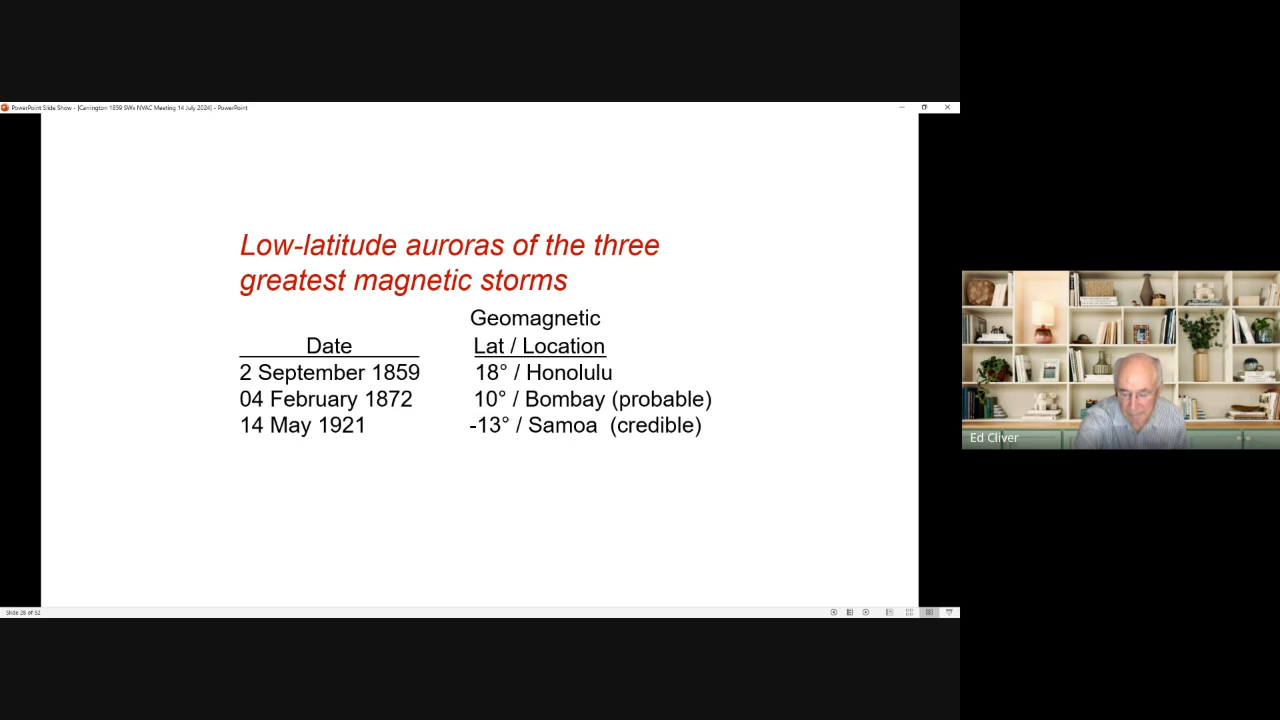 PowerPoint Slide Show - [Carrington 1859 SWx NVAC Meeting 14 July 2024] - PowerPoint
Low-latitude auroras of the three
greatest magnetic storms
Geomagnetic
Date Lat / Location
2 September 1859 18° / Honolulu
04 February 1872 10° / Bombay (probable)
14 May 1921 -13° / Samoa (credible)
Ed Cliver
Slide 28 of 52